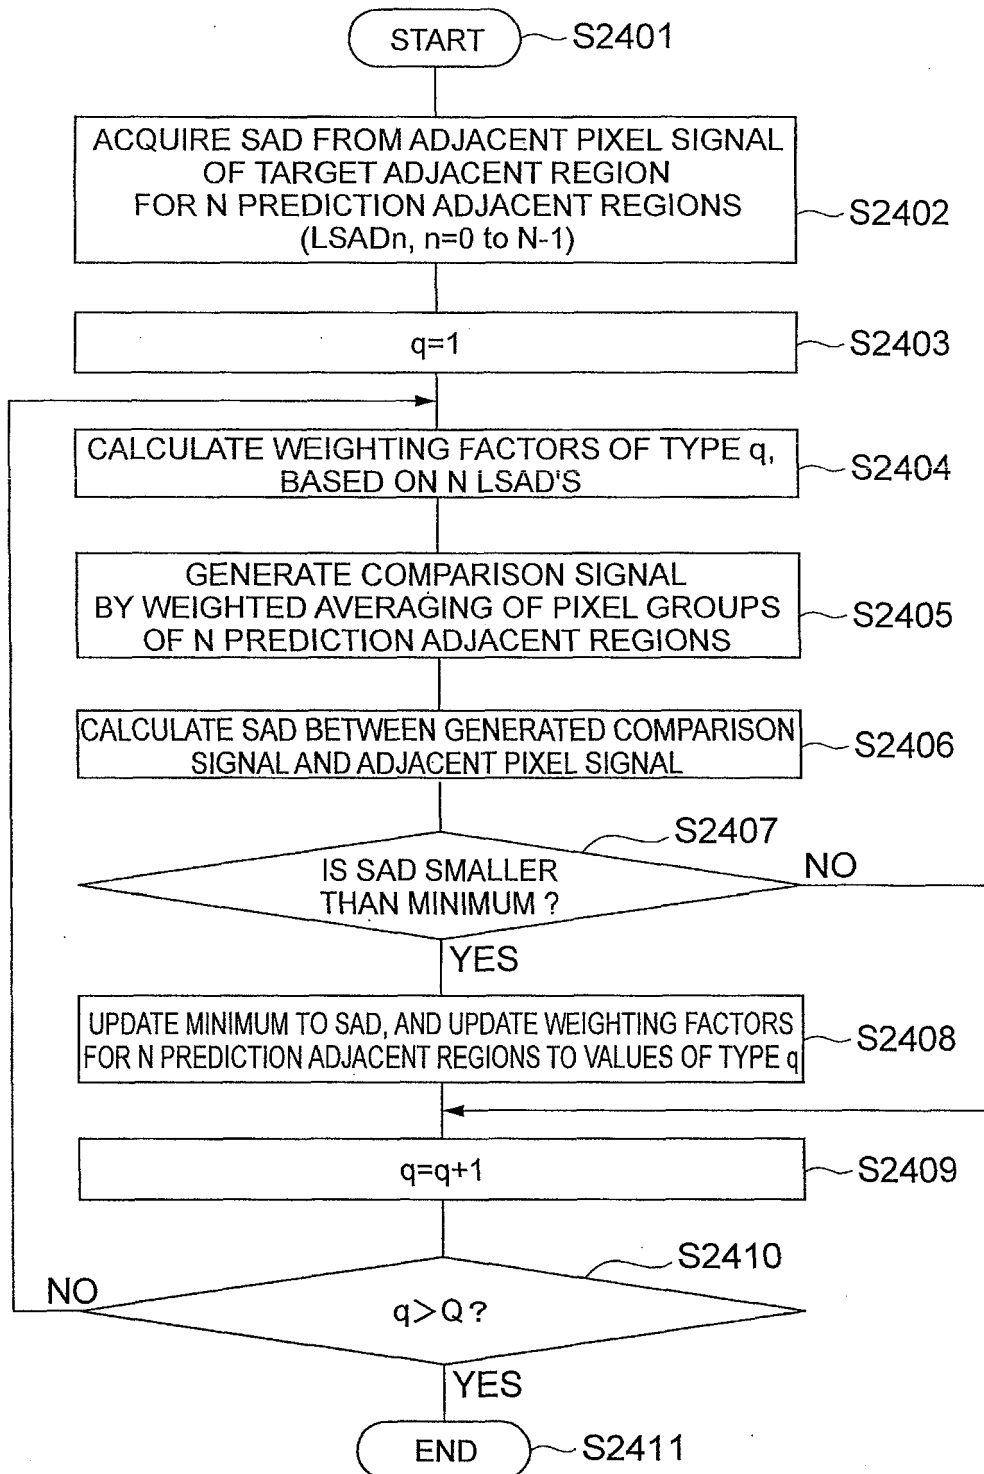 START
S2401
ACQUIRE SAD FROM ADJACENT PIXEL SIGNAL
OF TARGET ADJACENT REGION
FOR N PREDICTION ADJACENT REGIONS
(LSADn, n=0 to N-1)
S2402
q=1
S2403
CALCULATE WEIGHTING FACTORS OF TYPE q,
BASED ON N LSAD'S
S2404
GENERATE COMPARISON SIGNAL
BY WEIGHTED AVERAGING OF PIXEL GROUPS
OF N PREDICTION ADJACENT REGIONS
S2405
CALCULATE SAD BETWEEN GENERATED COMPARISON
SIGNAL AND ADJACENT PIXEL SIGNAL
S2406
S2407
IS SAD SMALLER
THAN MINIMUM ?
NO
YES
UPDATE MINIMUM TO SAD, AND UPDATE WEIGHTING FACTORS
FOR N PREDICTION ADJACENT REGIONS TO VALUES OF TYPE q
S2408
q=q+1
S2409
S2410
NO
q>Q ?
YES
END
S2411